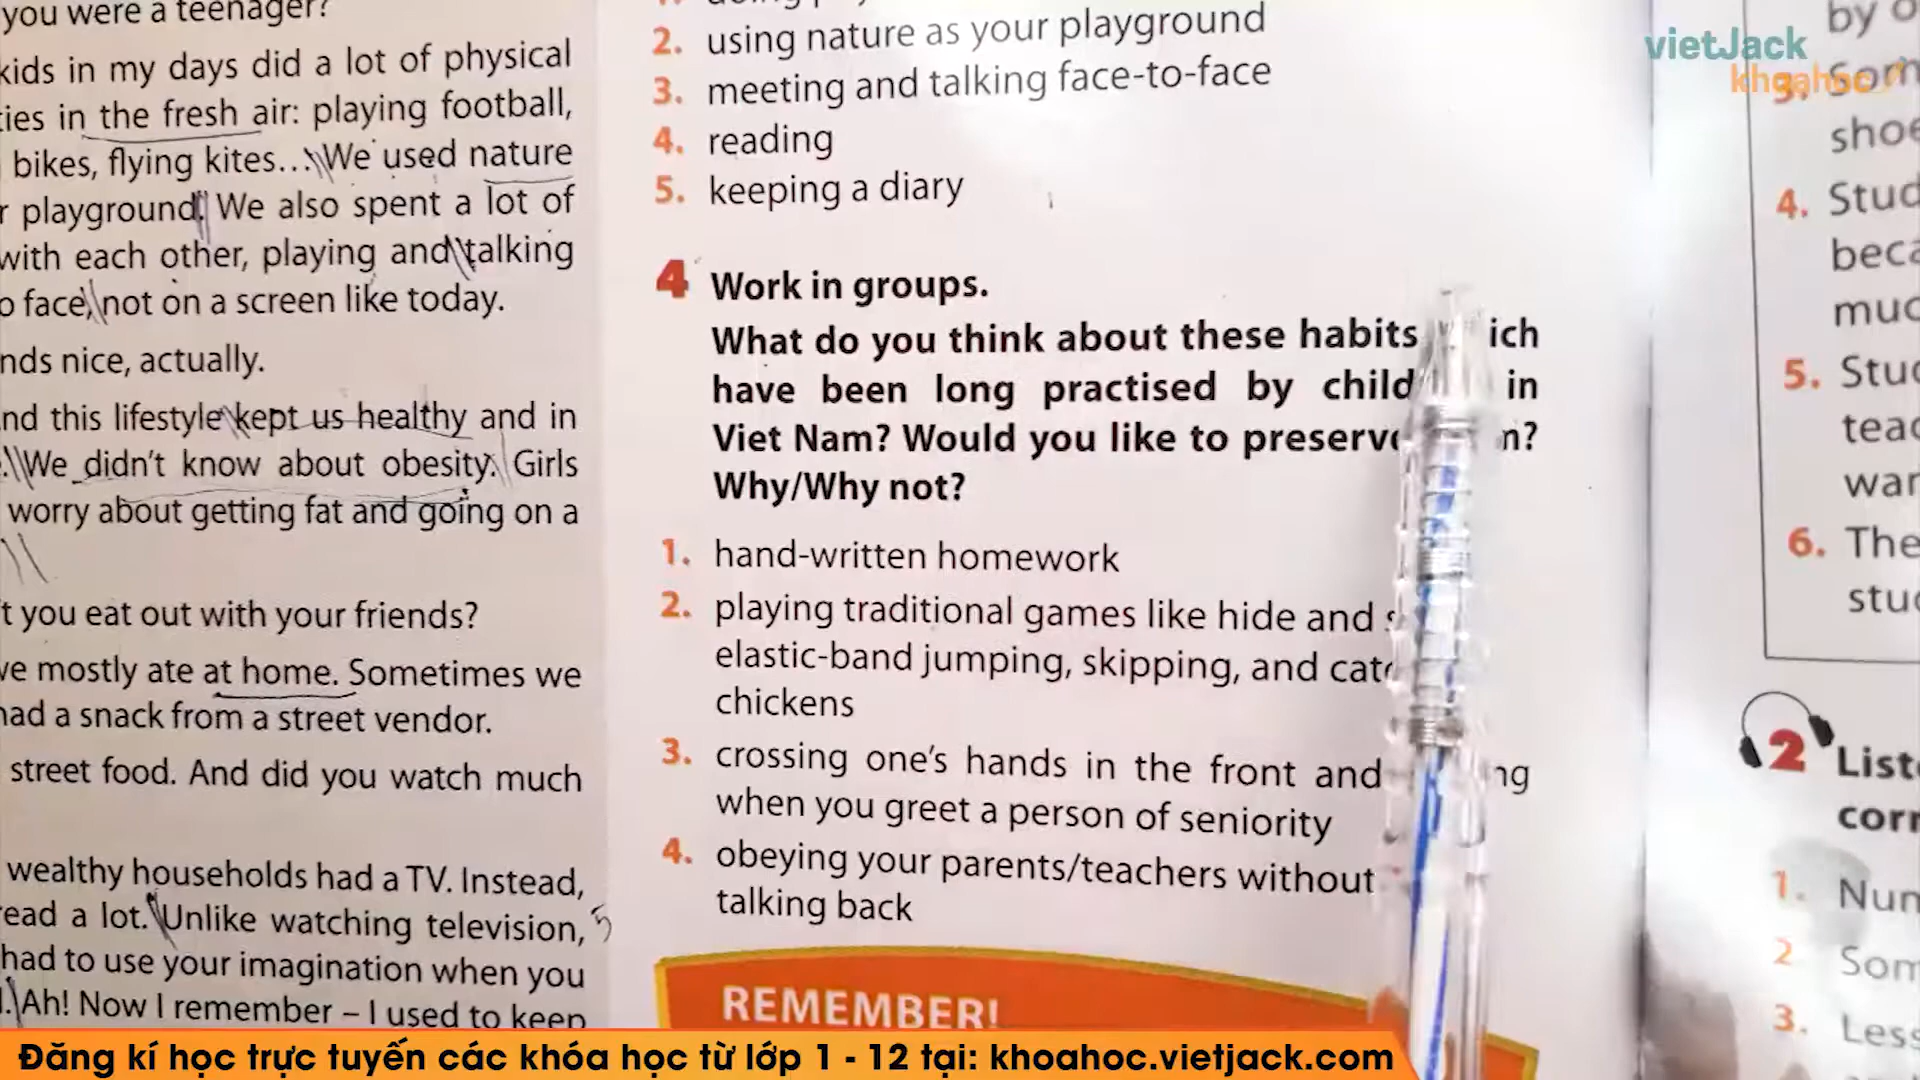 you were a teenager?
kids in my days did a lot of physical
ties in the fresh air: playing football,
bikes, flying kites… We used nature
r playground. We also spent a lot of
with each other, playing and talking
o face, not on a screen like today.
nds nice, actually.
nd this lifestyle kept us healthy and in
We didn't know about obesity. Girls
worry about getting fat and going on a
t you eat out with your friends?
ve mostly ate at home. Sometimes we
had a snack from a street vendor.
street food. And did you watch much
wealthy households had a TV. Instead,
read a lot. Unlike watching television, 5
had to use your imagination when you
Ah! Now I remember – I used to keep
2. using nature as your playground
3. meeting and talking face-to-face
4. reading
5. keeping a diary
4 Work in groups.
What do you think about these habits ich
have been long practised by child in
Viet Nam? Would you like to preserve m?
Why/Why not?
1. hand-written homework
2. playing traditional games like hide and s
elastic-band jumping, skipping, and catc
chickens
3. crossing one's hands in the front and ng
when you greet a person of seniority
4. obeying your parents/teachers without
talking back
REMEMBER!
vietJack
khoahoc
by o
3. Som
shoe
4. Stud
beca
muc
5. Stud
teac
wan
6. The
stud
2 Liste
corr
1. Num
2 Som
3. Less
Đăng kí học trực tuyến các khóa học từ lớp 1 - 12 tại: khoahoc.vietjack.com